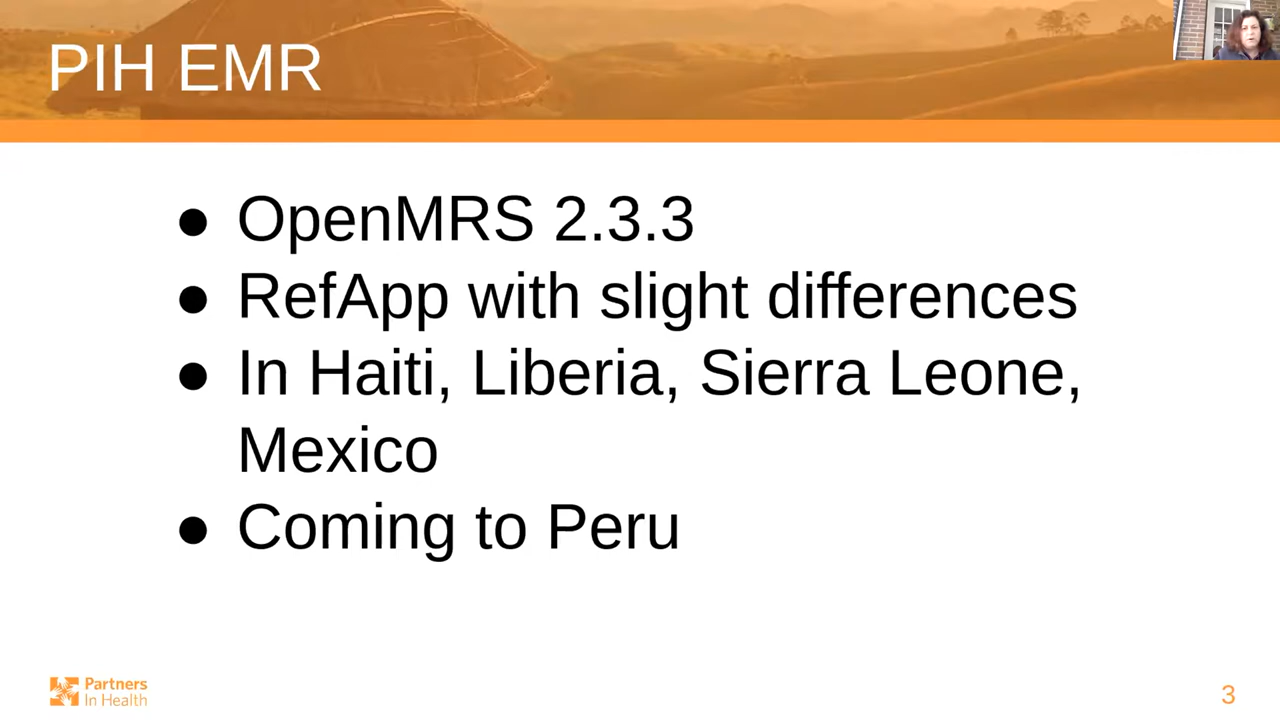 PIH EMR
● OpenMRS 2.3.3
● RefApp with slight differences
● In Haiti, Liberia, Sierra Leone,
Mexico
● Coming to Peru
Partners
In Health
3